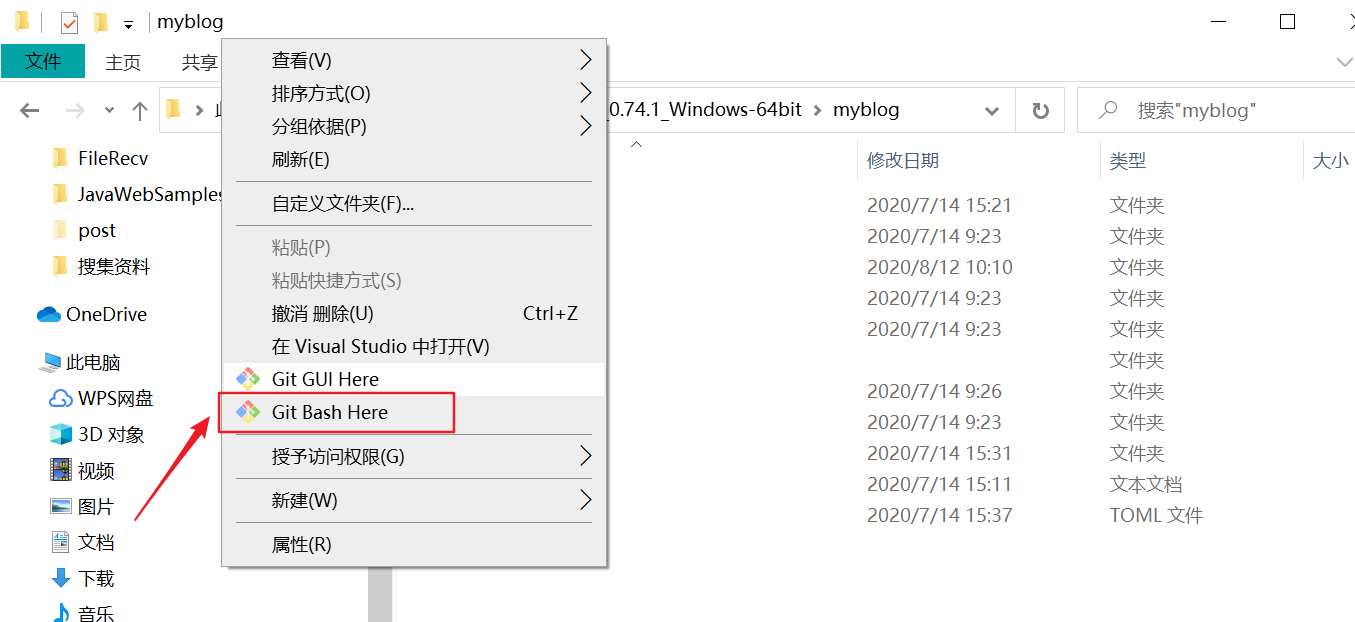 myblog
文件 主页 共享
0.74.1_Windows-64bit myblog 搜索"myblog"
FileRecv
JavaWebSamples
post
搜集资料
OneDrive
此电脑
WPS网盘
3D 对象
视频
图片
文档
下载
音乐
查看(V)
排序方式(O)
分组依据(P)
刷新(E)
自定义文件夹(F)...
粘贴(P)
粘贴快捷方式(S)
撤消 删除(U) Ctrl+Z
在 Visual Studio 中打开(V)
Git GUI Here
Git Bash Here
授予访问权限(G)
新建(W)
属性(R)
修改日期 类型 大小
2020/7/14 15:21 文件夹
2020/7/14 9:23 文件夹
2020/8/12 10:10 文件夹
2020/7/14 9:23 文件夹
2020/7/14 9:23 文件夹
文件夹
2020/7/14 9:26 文件夹
2020/7/14 9:23 文件夹
2020/7/14 15:31 文件夹
2020/7/14 15:11 文本文档
2020/7/14 15:37 TOML 文件